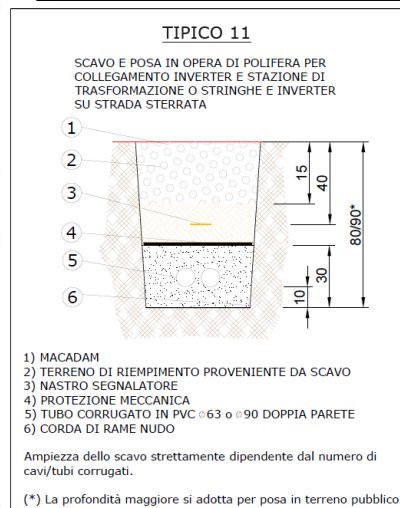 TIPICO 11
SCAVO E POSA IN OPERA DI POLIFERA PER
COLLEGAMENTO INVERTER E STAZIONE DI
TRASFORMAZIONE O STRINGHE E INVERTER
SU STRADA STERRATA
1
2
3
4
5
6
15
40
80/90*
30
10
1) MACADAM
2) TERRENO DI RIEMPIMENTO PROVENIENTE DA SCAVO
3) NASTRO SEGNALATORE
4) PROTEZIONE MECCANICA
5) TUBO CORRUGATO IN PVC ⌀63 o ⌀90 DOPPIA PARETE
6) CORDA DI RAME NUDO
Ampiezza dello scavo strettamente dipendente dal numero di
cavi/tubi corrugati.
(*) La profondità maggiore si adotta per posa in terreno pubblico